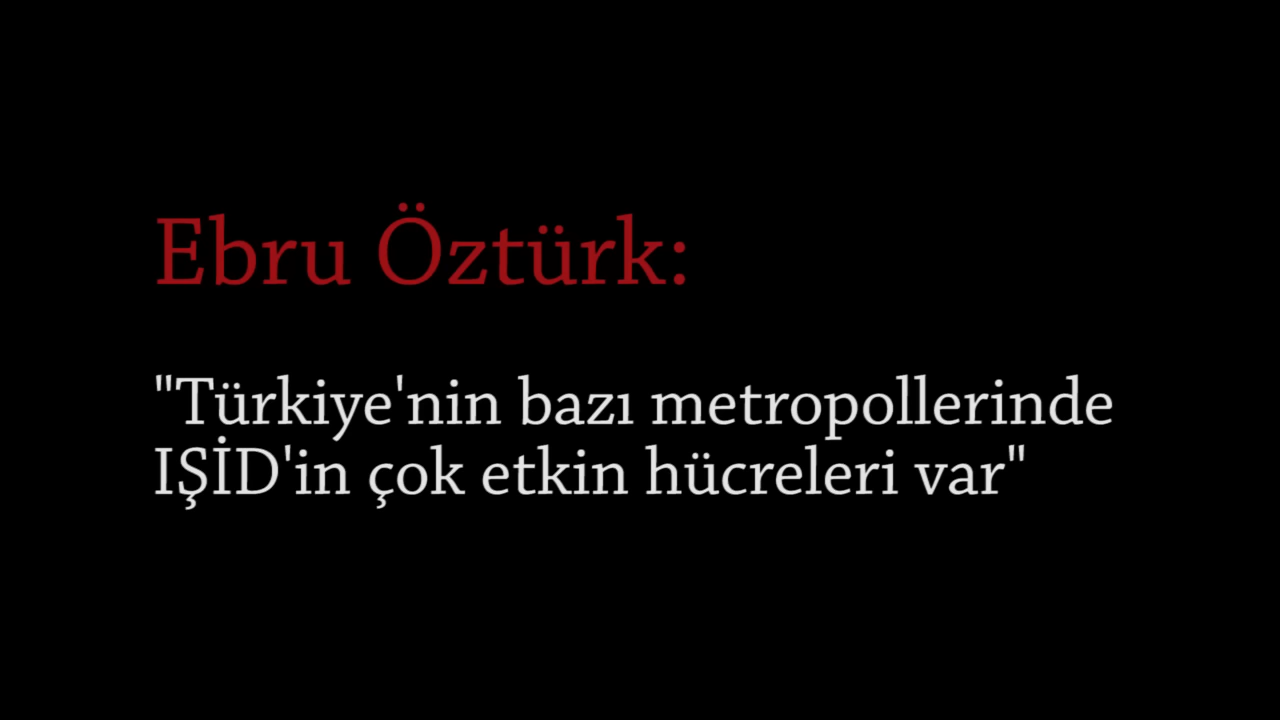 Ebru Öztürk:
"Türkiye'nin bazı metropollerinde
IŞİD'in çok etkin hücreleri var"